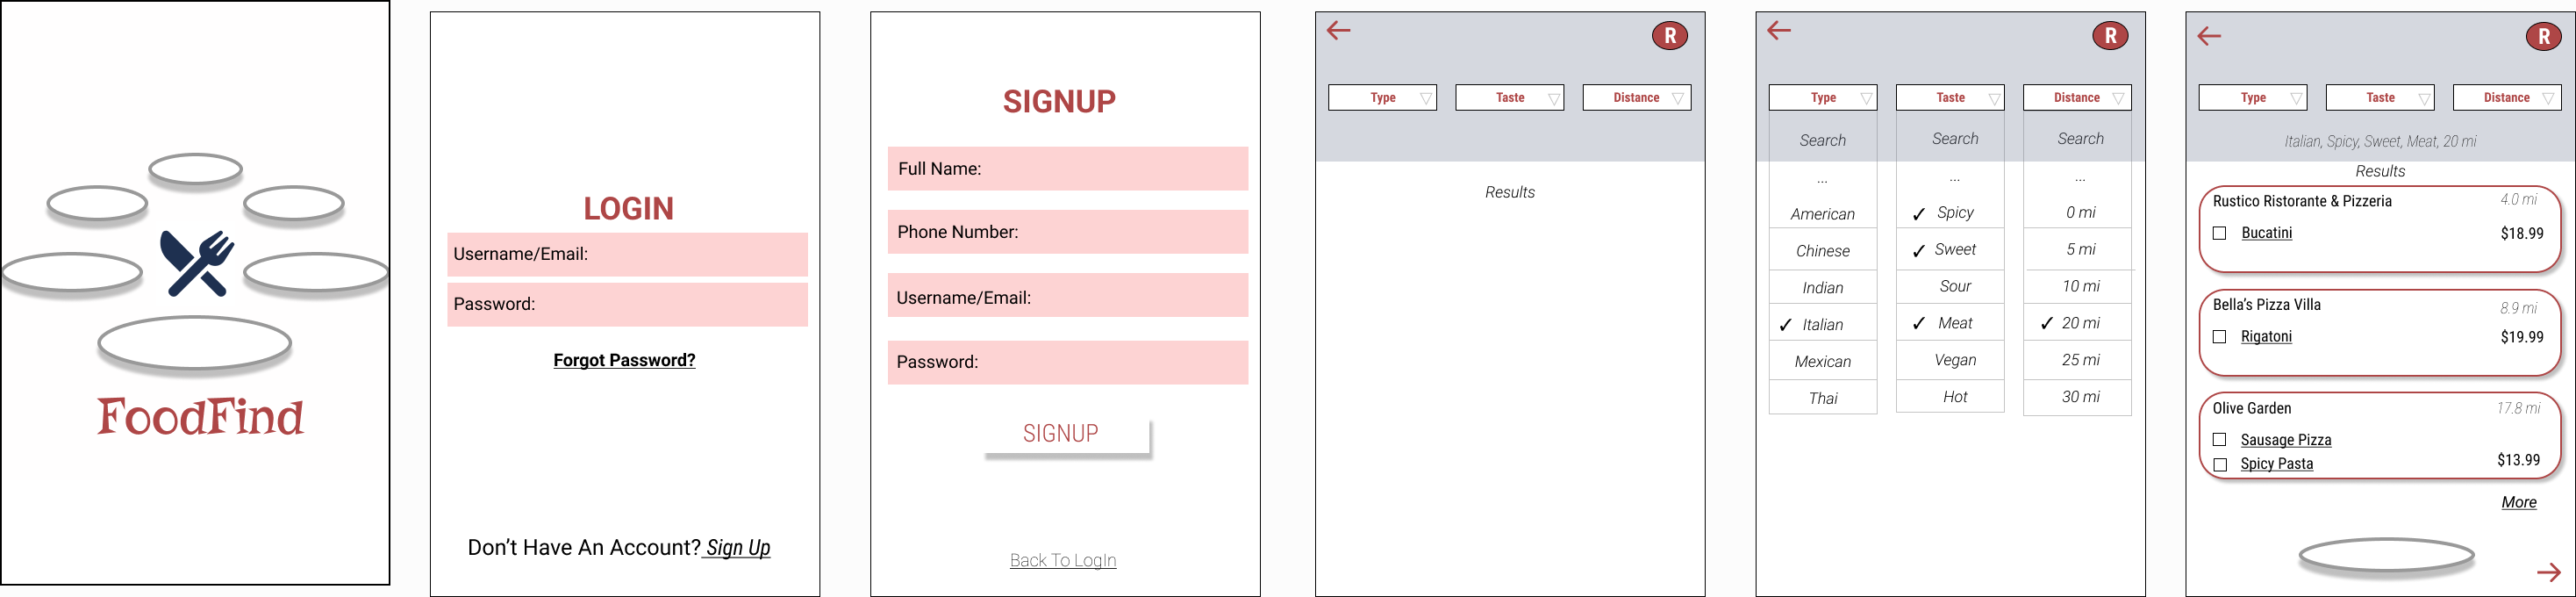 FoodFind
LOGIN
Username/Email:
Password:
Forgot Password?
Don't Have An Account? Sign Up
SIGNUP
Full Name:
Phone Number:
Username/Email:
Password:
SIGNUP
Back To LogIn
R
Type
Taste
Distance
Results
R
Type
Taste
Distance
Search
Search
Search
...
...
...
American
✓ Spicy
0 mi
Chinese
✓ Sweet
5 mi
Indian
Sour
10 mi
✓ Italian
✓ Meat
✓ 20 mi
Mexican
Vegan
25 mi
Thai
Hot
30 mi
R
Type
Taste
Distance
Italian, Spicy, Sweet, Meat, 20 mi
Results
Rustico Ristorante & Pizzeria
4.0 mi
Bucatini
$18.99
Bella's Pizza Villa
8.9 mi
Rigatoni
$19.99
Olive Garden
17.8 mi
Sausage Pizza
Spicy Pasta
$13.99
More